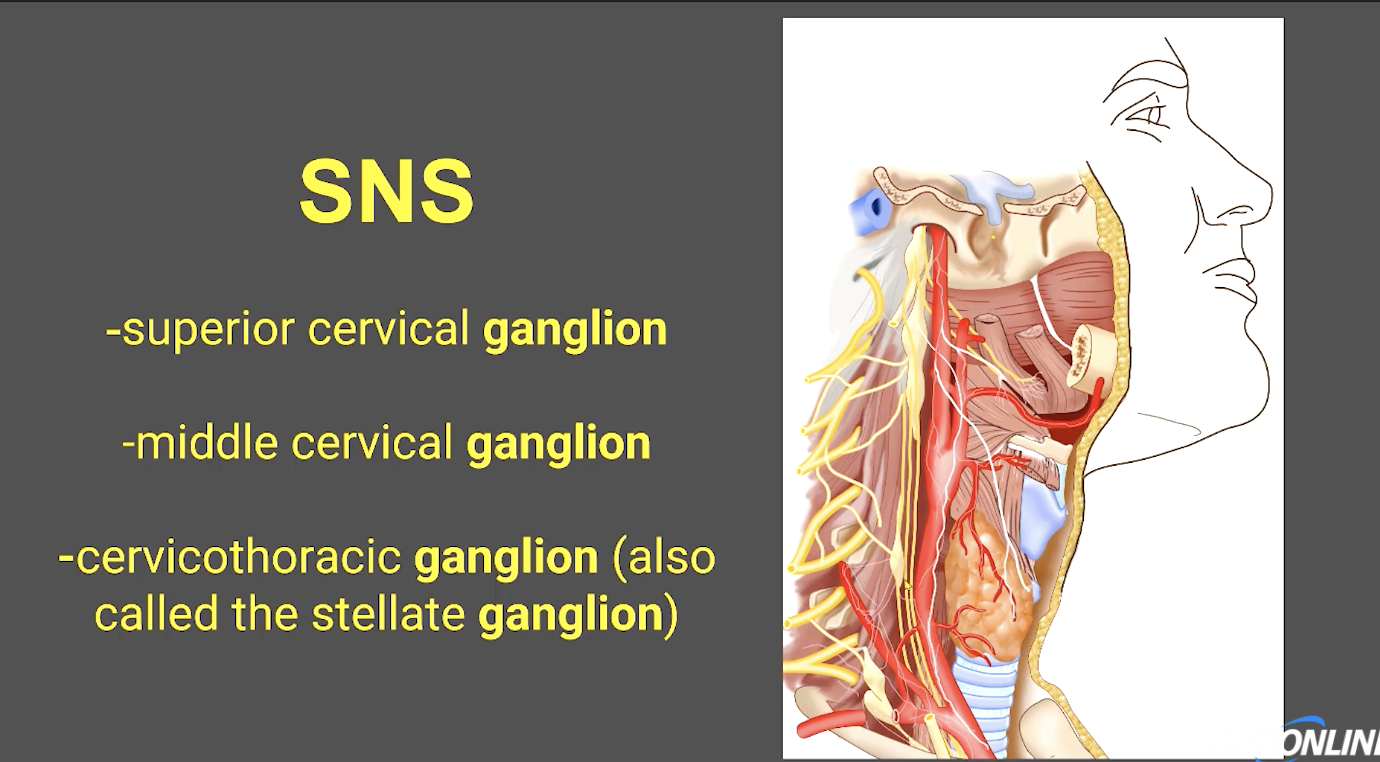 SNS
-superior cervical ganglion
-middle cervical ganglion
-cervicothoracic ganglion (also
called the stellate ganglion)